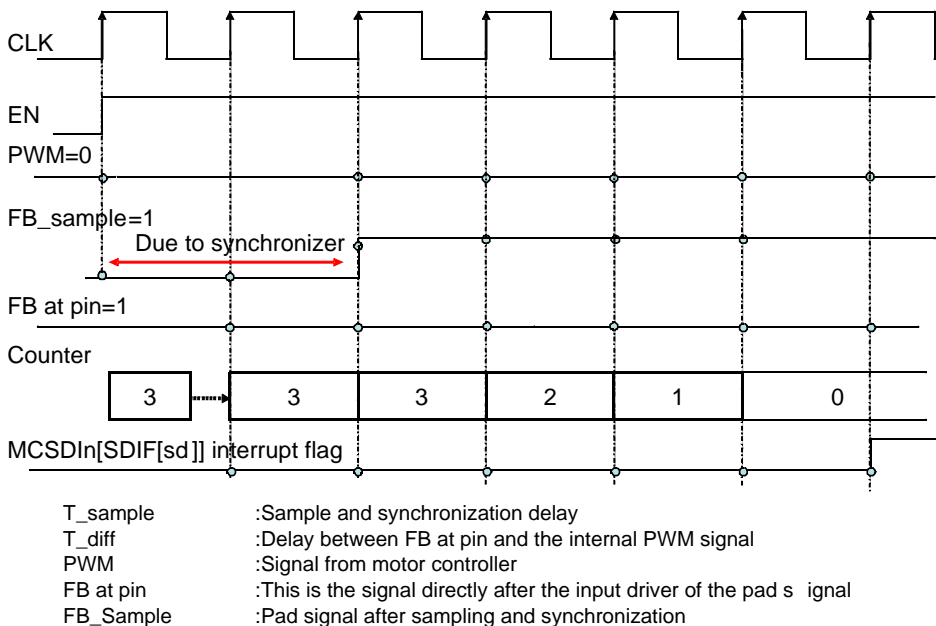 CLK
EN
PWM=0
FB_sample=1
Due to synchronizer
FB at pin=1
Counter
3 3 3 2 1 0
MCSDIn[SDIF[sd]] interrupt flag
T_sample :Sample and synchronization delay
T_diff :Delay between FB at pin and the internal PWM signal
PWM :Signal from motor controller
FB at pin :This is the signal directly after the input driver of the pad s ignal
FB_Sample :Pad signal after sampling and synchronization